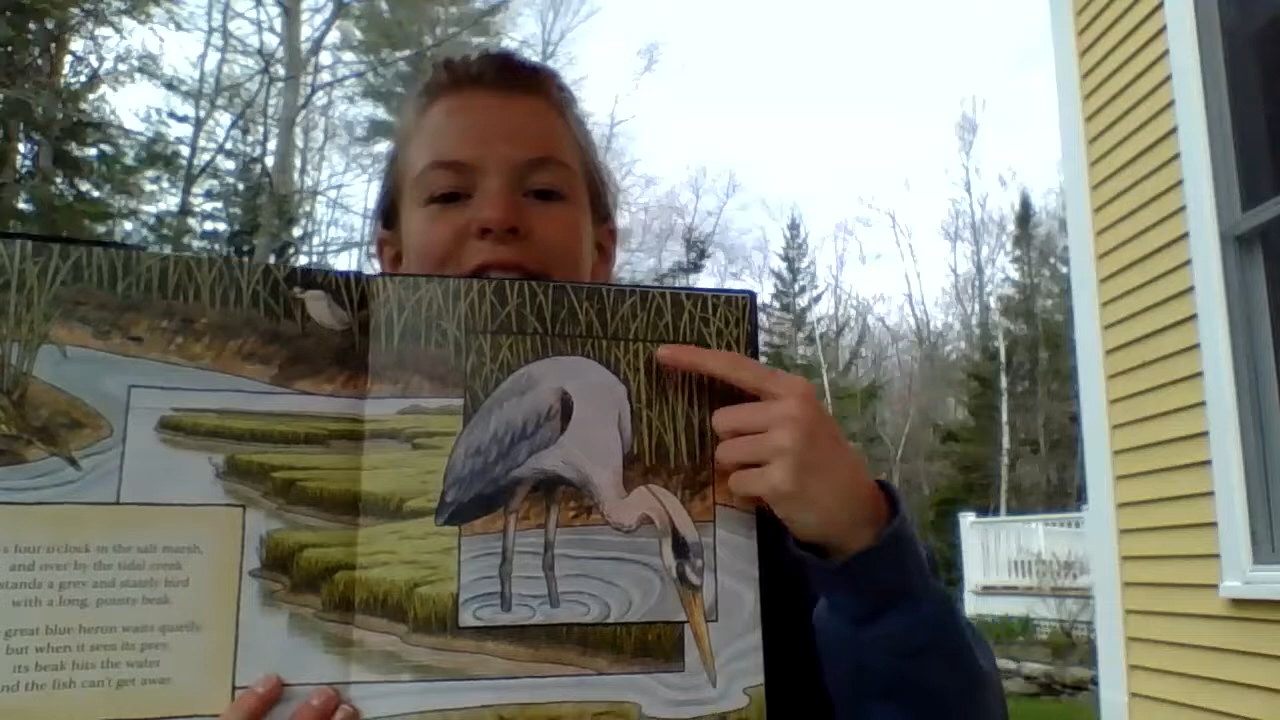 s four o'clock in the salt marsh,
and over by the tidal creek
stands a grey and stately bird
with a long, pointy beak.
great blue heron waits quietly
but when it sees its prey,
its beak hits the water
nd the fish can't get away.